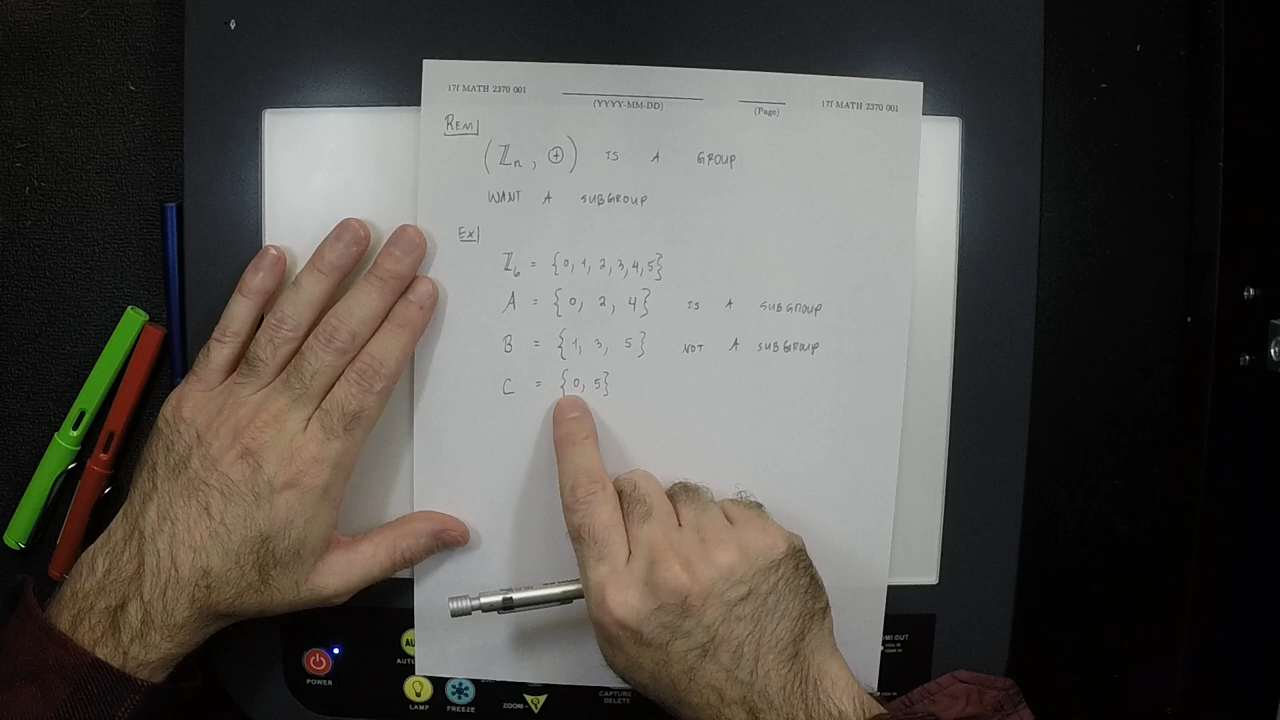 17f MATH 2370 001 (YYYY-MM-DD) (Page) 17f MATH 2370 001
REM
(ℤn, ⊕) IS A GROUP
WANT A SUBGROUP
EX
ℤ6 = {0, 1, 2, 3, 4, 5}
A = {0, 2, 4} IS A SUBGROUP
B = {1, 3, 5} NOT A SUBGROUP
C = {0, 5}
POWER
LAMP
FREEZE
ZOOM-
CAPTURE
DELETE